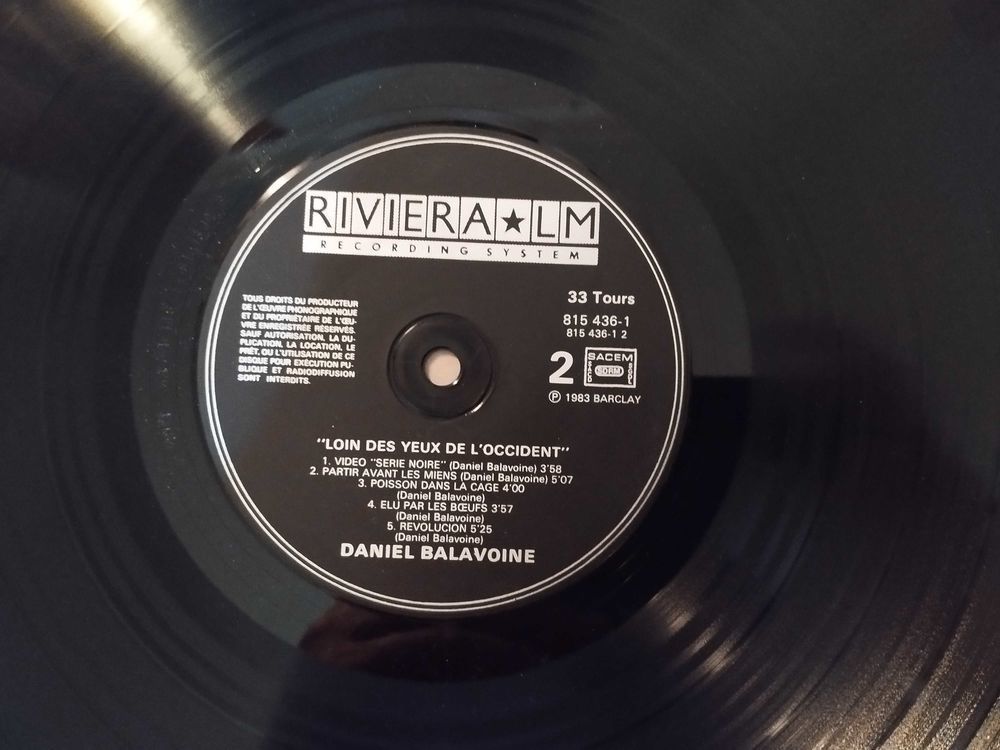 RIVIERA★LM
RECORDING SYSTEM
TOUS DROITS DU PRODUCTEUR
DE L'ŒUVRE PHONOGRAPHIQUE
ET DU PROPRIÉTAIRE DE L'ŒU-
VRE ENREGISTRÉE RÉSERVÉS.
SAUF AUTORISATION, LA DU-
PLICATION, LA LOCATION, LE
PRÊT, OU L'UTILISATION DE CE
DISQUE POUR EXÉCUTION PU-
BLIQUE ET RADIODIFFUSION
SONT INTERDITS.
33 Tours
815 436-1
815 436-1 2
2
SACEM
SDRM
SACD
SGDL
℗ 1983 BARCLAY
"LOIN DES YEUX DE L'OCCIDENT"
1. VIDEO "SERIE NOIRE" (Daniel Balavoine) 3'58
2. PARTIR AVANT LES MIENS (Daniel Balavoine) 5'07
3. POISSON DANS LA CAGE 4'00
(Daniel Balavoine)
4. ELU PAR LES BŒUFS 3'57
(Daniel Balavoine)
5. REVOLUCION 5'25
(Daniel Balavoine)
DANIEL BALAVOINE